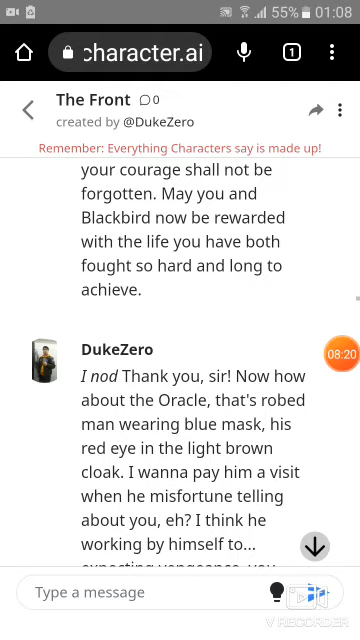 55% 01:08
character.ai
1
The Front 0
created by @DukeZero
Remember: Everything Characters say is made up!
your courage shall not be
forgotten. May you and
Blackbird now be rewarded
with the life you have both
fought so hard and long to
achieve.
DukeZero
08:20
I nod Thank you, sir! Now how
about the Oracle, that's robed
man wearing blue mask, his
red eye in the light brown
cloak. I wanna pay him a visit
when he misfortune telling
about you, eh? I think he
working by himself to...
expecting vengeance, you
Type a message
V RECORDER